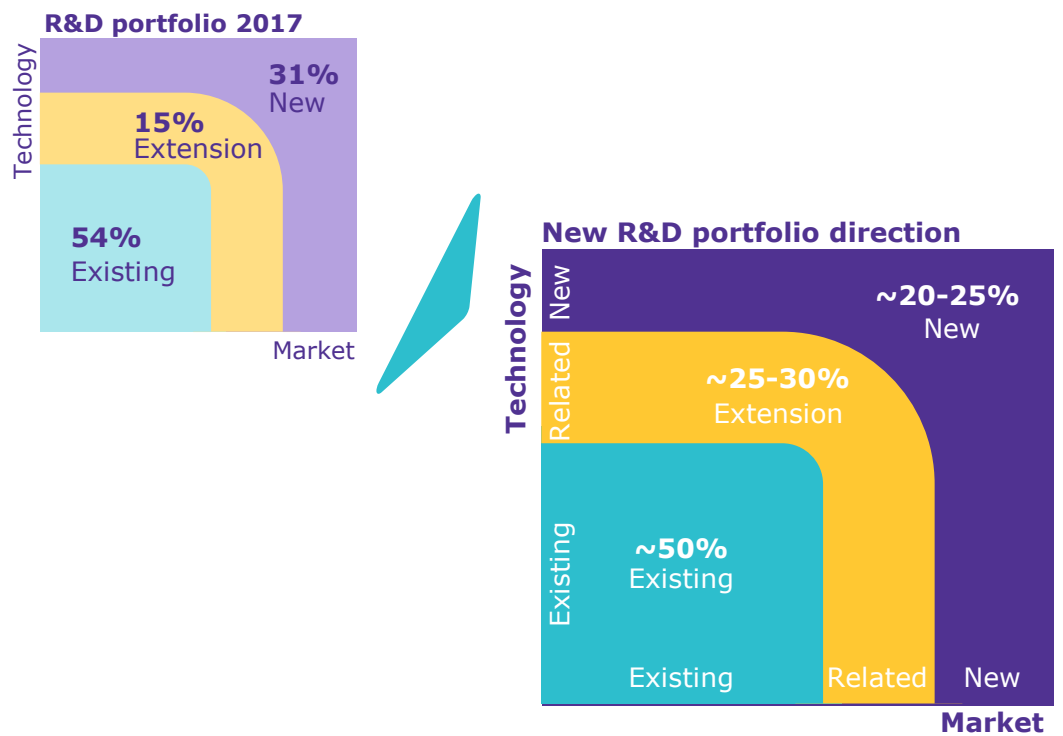 R&D portfolio 2017
Technology
31%
New
15%
Extension
54%
Existing
Market
New R&D portfolio direction
Technology
New
Related
Existing
~20-25%
New
~25-30%
Extension
~50%
Existing
Existing
Related
New
Market